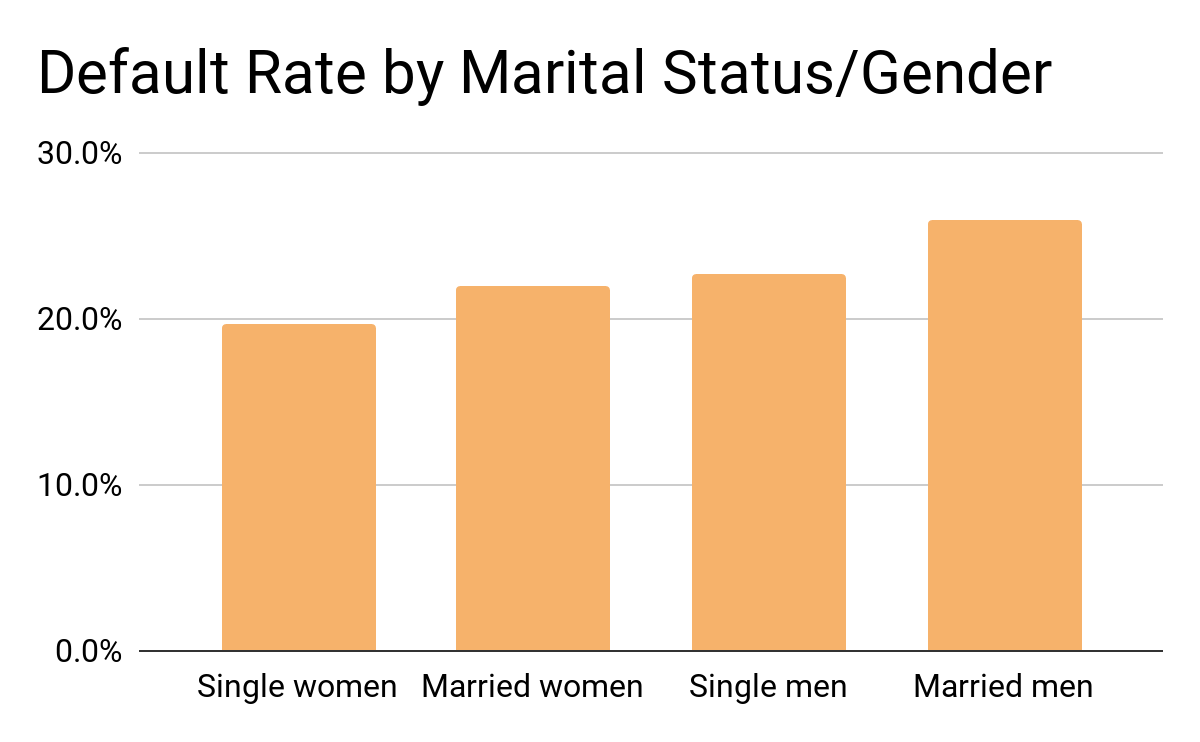 Default Rate by Marital Status/Gender
30.0%
20.0%
10.0%
0.0%
Single women Married women Single men Married men